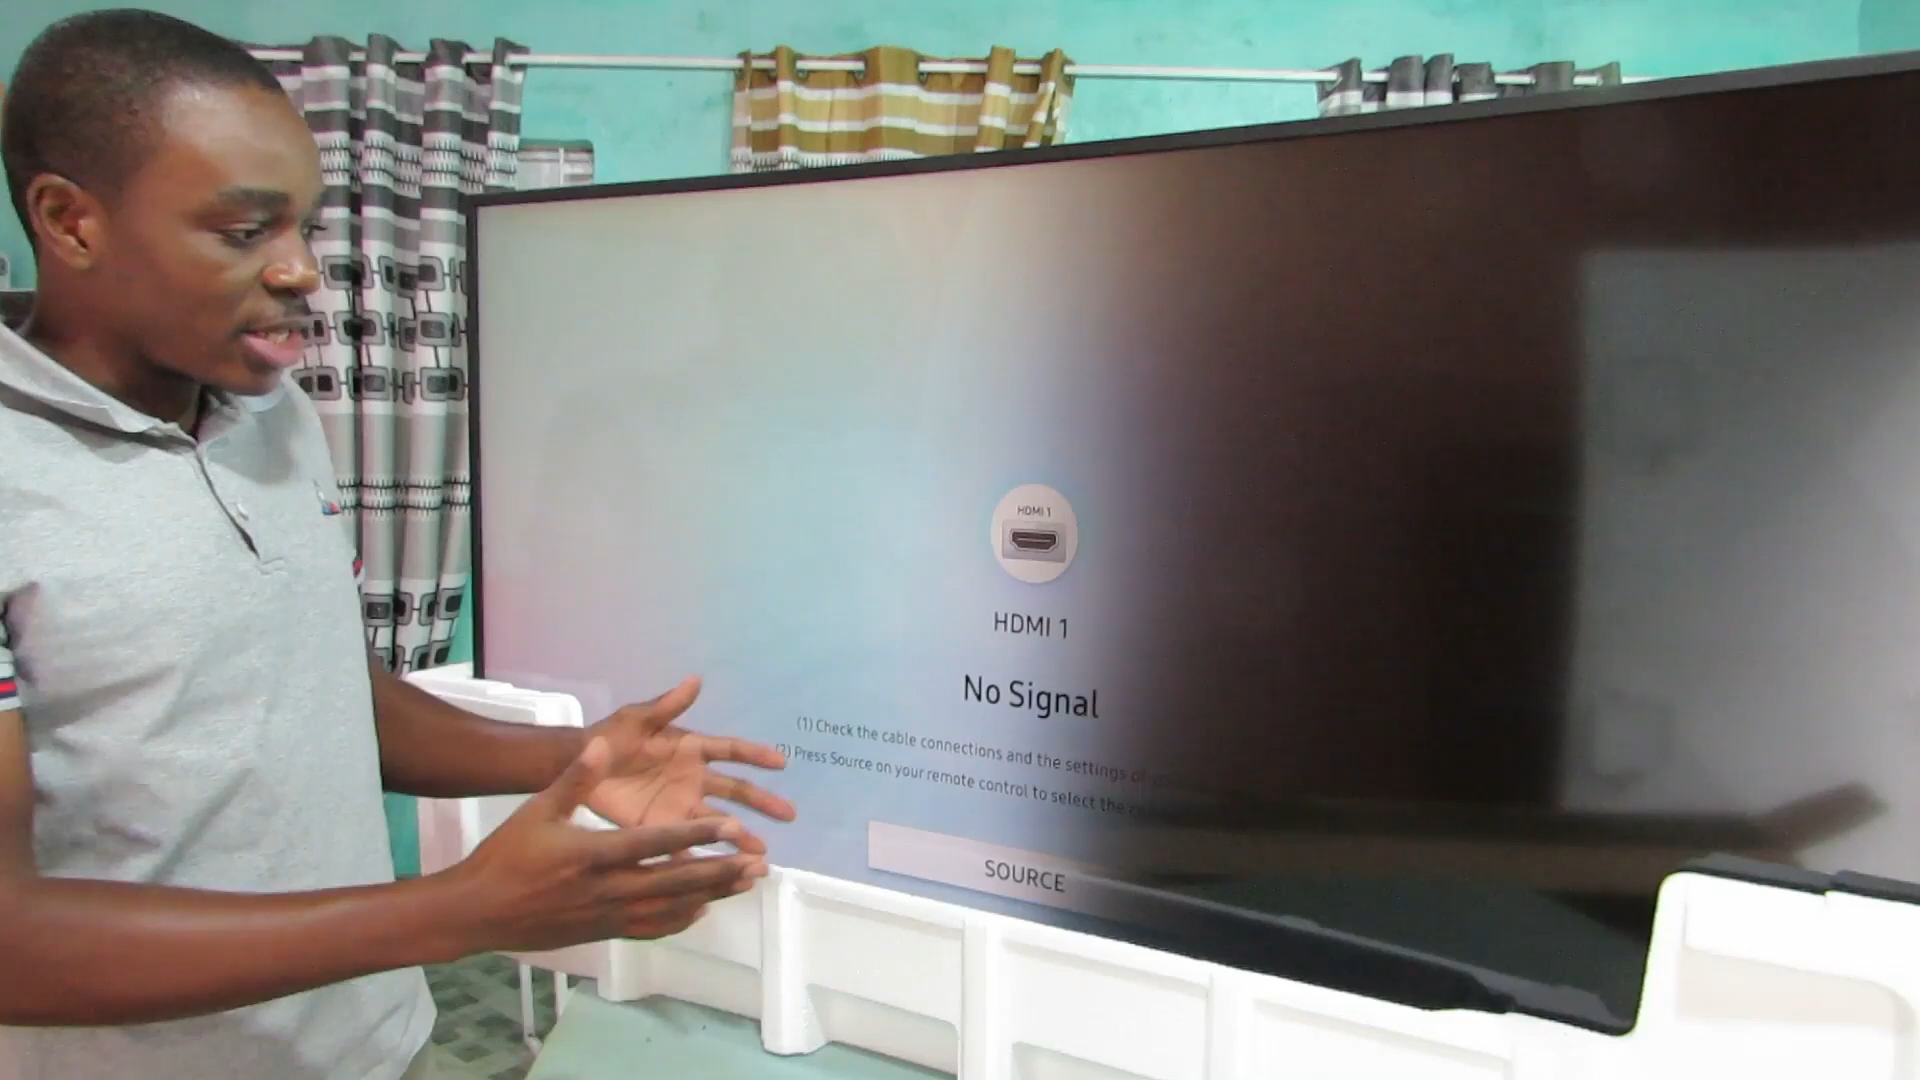 HDMI 1
HDMI 1
No Signal
(1) Check the cable connections and the settings of
(2) Press Source on your remote control to select the
SOURCE